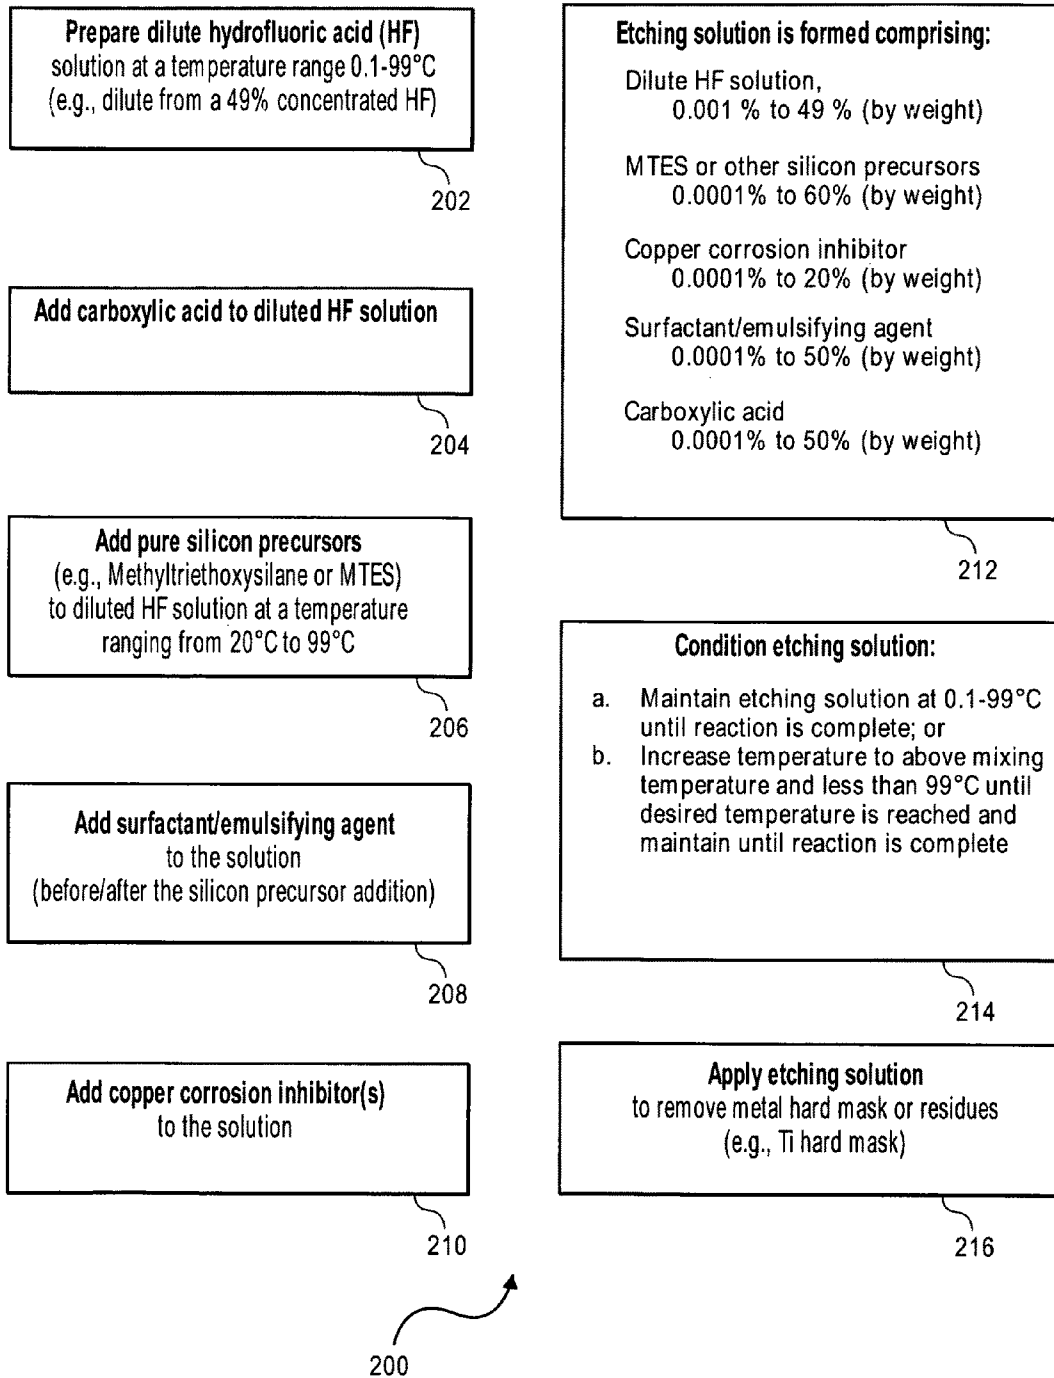 Prepare dilute hydrofluoric acid (HF)
solution at a temperature range 0.1-99°C
(e.g., dilute from a 49% concentrated HF)
202
Add carboxylic acid to diluted HF solution
204
Add pure silicon precursors
(e.g., Methyltriethoxysilane or MTES)
to diluted HF solution at a temperature
ranging from 20°C to 99°C
206
Add surfactant/emulsifying agent
to the solution
(before/after the silicon precursor addition)
208
Add copper corrosion inhibitor(s)
to the solution
210
Etching solution is formed comprising:
Dilute HF solution,
0.001 % to 49 % (by weight)
MTES or other silicon precursors
0.0001% to 60% (by weight)
Copper corrosion inhibitor
0.0001% to 20% (by weight)
Surfactant/emulsifying agent
0.0001% to 50% (by weight)
Carboxylic acid
0.0001% to 50% (by weight)
212
Condition etching solution:
a. Maintain etching solution at 0.1-99°C
until reaction is complete; or
b. Increase temperature to above mixing
temperature and less than 99°C until
desired temperature is reached and
maintain until reaction is complete
214
Apply etching solution
to remove metal hard mask or residues
(e.g., Ti hard mask)
216
200